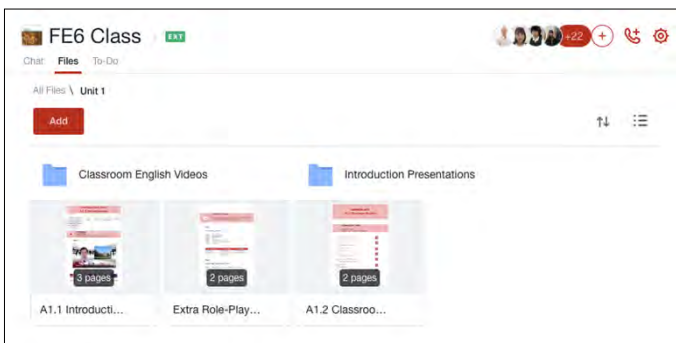 FE6 Class EXT
+22
Chat Files To-Do
All Files \ Unit 1
Add
Classroom English Videos
Introduction Presentations
3 pages
2 pages
2 pages
A1.1 Introducti...
Extra Role-Play...
A1.2 Classroo...